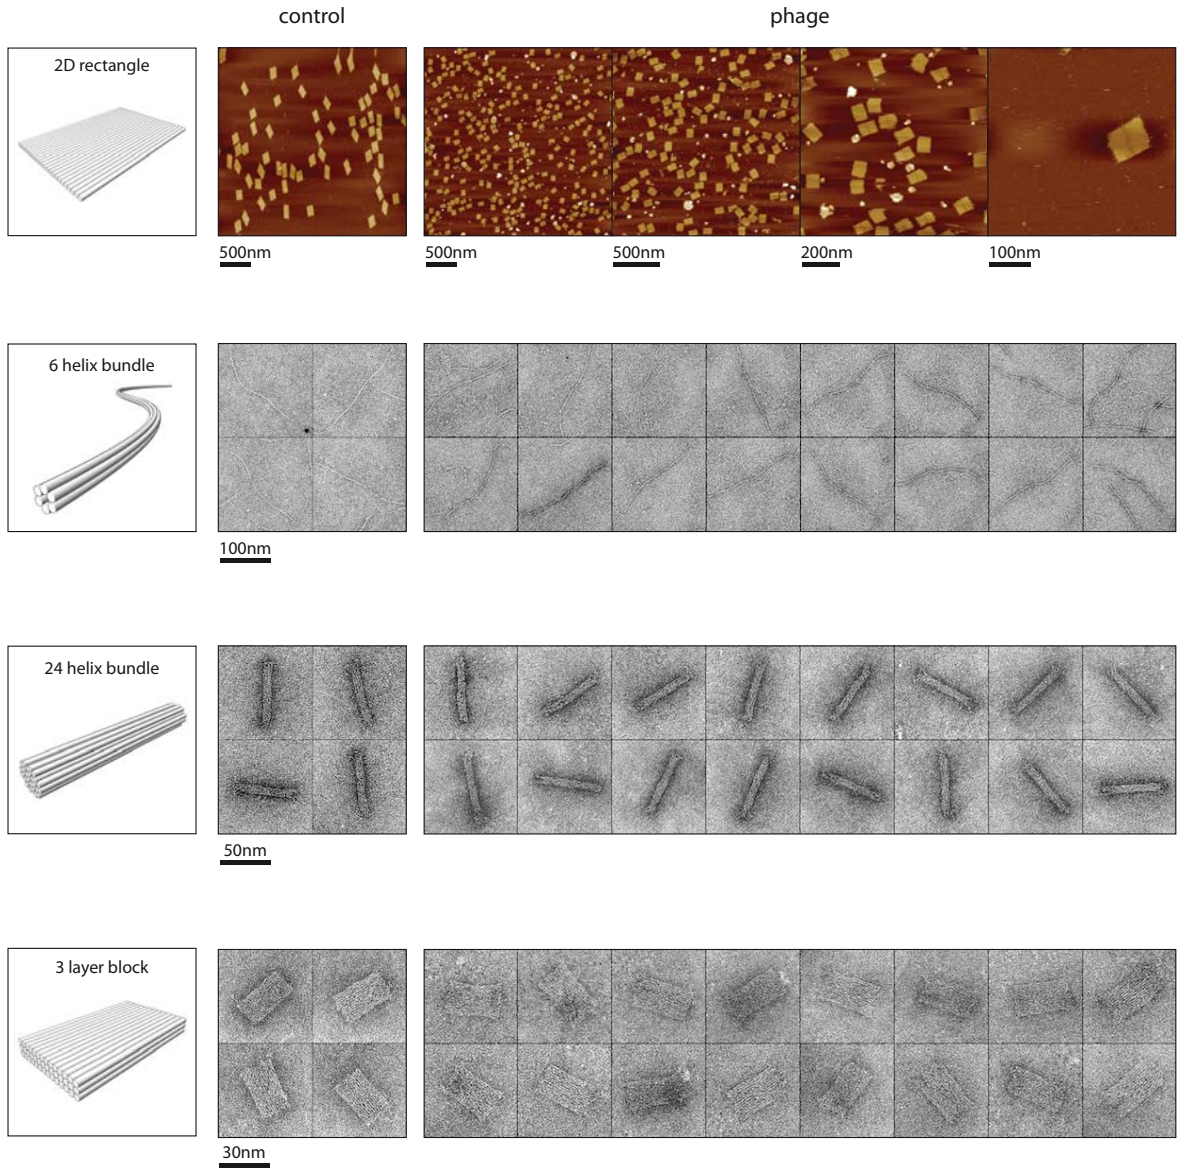 control
phage
2D rectangle
500nm
500nm
500nm
200nm
100nm
6 helix bundle
100nm
24 helix bundle
50nm
3 layer block
30nm